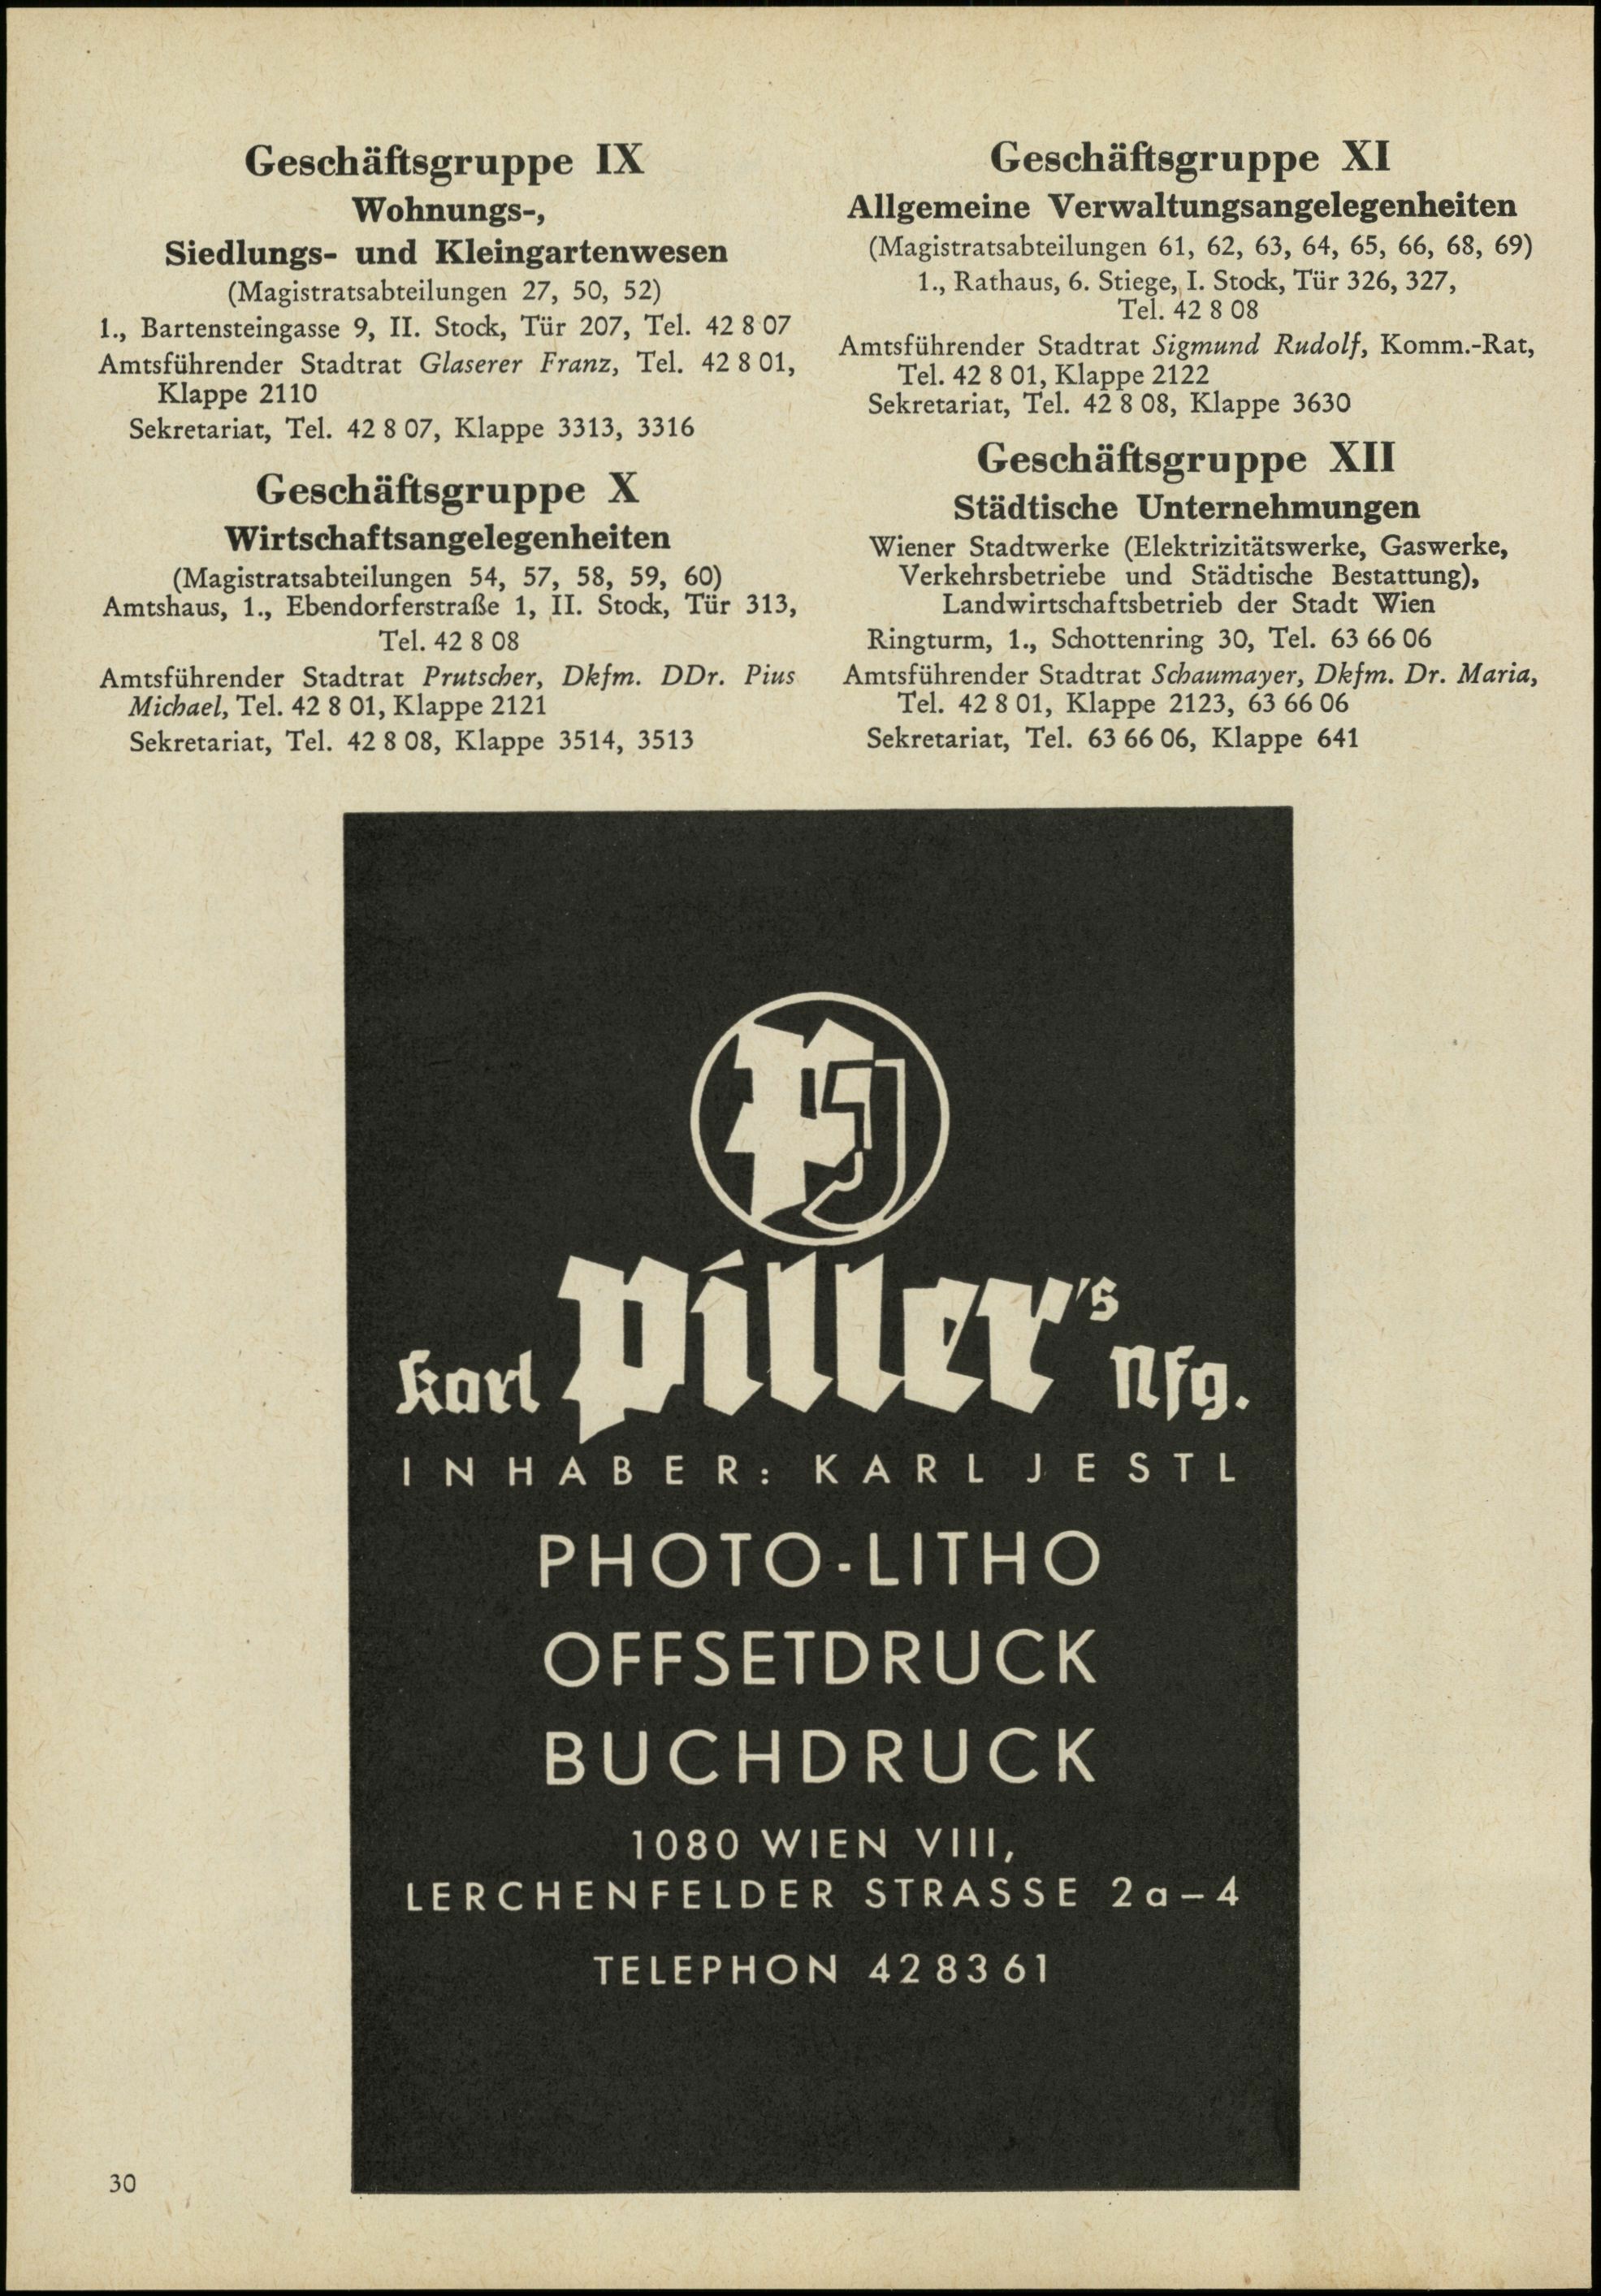 Geschäftsgruppe IX
Wohnungs-,
Siedlungs- und Kleingartenwesen
(Magistratsabteilungen 27, 50, 52)
1., Bartensteingasse 9, II. Stock, Tür 207, Tel. 42 8 07
Amtsführender Stadtrat Glaserer Franz, Tel. 42 8 01,
Klappe 2110
Sekretariat, Tel. 42 8 07, Klappe 3313, 3316
Geschäftsgruppe X
Wirtschaftsangelegenheiten
(Magistratsabteilungen 54, 57, 58, 59, 60)
Amtshaus, 1., Ebendorferstraße 1, II. Stock, Tür 313,
Tel. 42 8 08
Amtsführender Stadtrat Prutscher, Dkfm. DDr. Pius
Michael, Tel. 42 8 01, Klappe 2121
Sekretariat, Tel. 42 8 08, Klappe 3514, 3513
Geschäftsgruppe XI
Allgemeine Verwaltungsangelegenheiten
(Magistratsabteilungen 61, 62, 63, 64, 65, 66, 68, 69)
1., Rathaus, 6. Stiege, I. Stock, Tür 326, 327,
Tel. 42 8 08
Amtsführender Stadtrat Sigmund Rudolf, Komm.-Rat,
Tel. 42 8 01, Klappe 2122
Sekretariat, Tel. 42 8 08, Klappe 3630
Geschäftsgruppe XII
Städtische Unternehmungen
Wiener Stadtwerke (Elektrizitätswerke, Gaswerke,
Verkehrsbetriebe und Städtische Bestattung),
Landwirtschaftsbetrieb der Stadt Wien
Ringturm, 1., Schottenring 30, Tel. 63 66 06
Amtsführender Stadtrat Schaumayer, Dkfm. Dr. Maria,
Tel. 42 8 01, Klappe 2123, 63 66 06
Sekretariat, Tel. 63 66 06, Klappe 641
PJ
Karl Piller's Nfg.
INHABER: KARL JESTL
PHOTO-LITHO
OFFSETDRUCK
BUCHDRUCK
1080 WIEN VIII,
LERCHENFELDER STRASSE 2a–4
TELEPHON 42 83 61
30